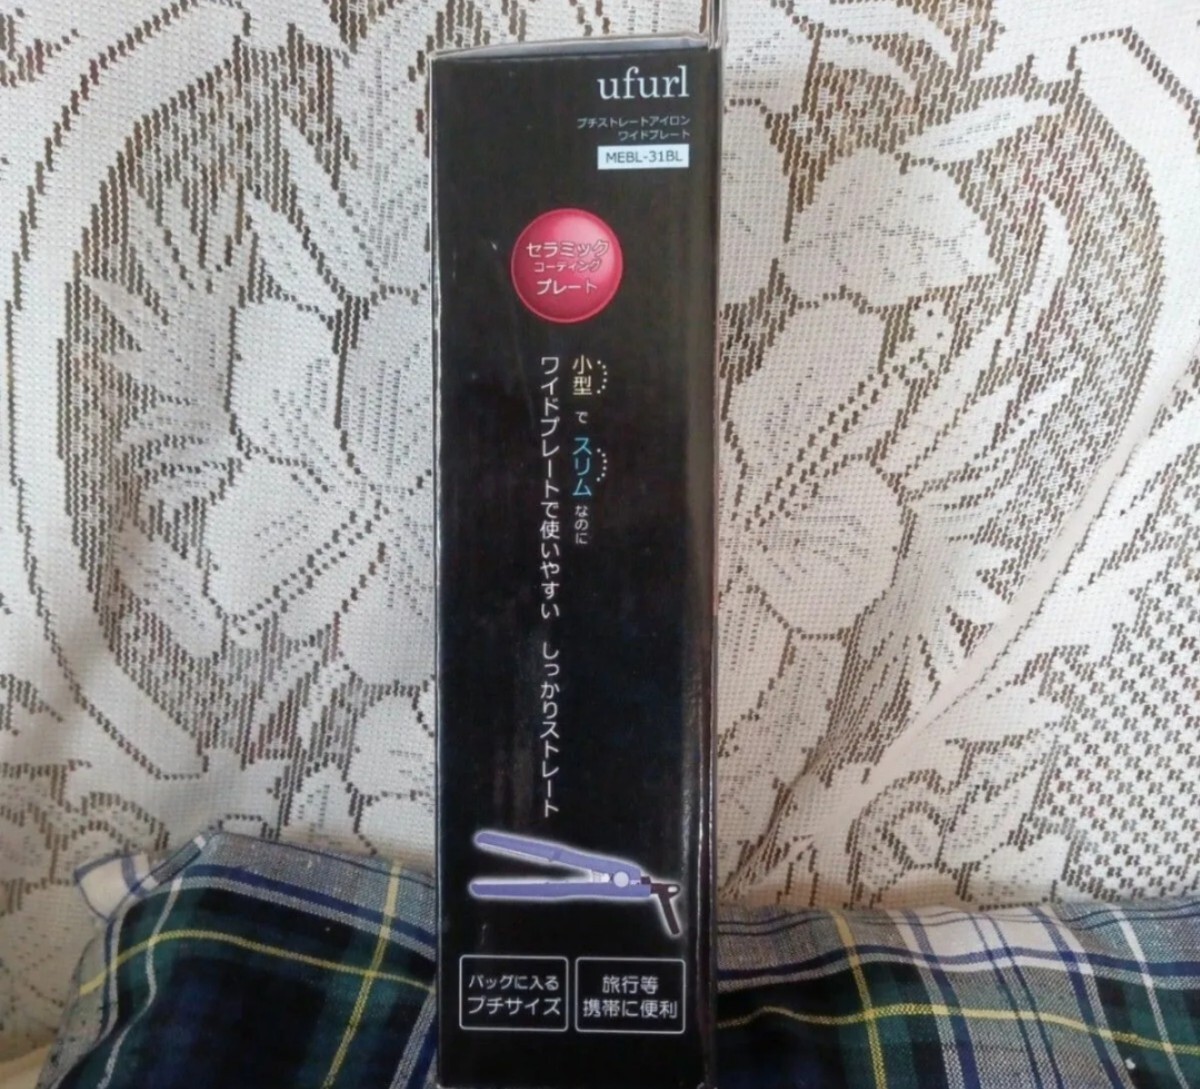 ufurl
プチストレートアイロン
ワイドプレート
MEBL-31BL
セラミック
コーティング
プレート
小型でスリムなのに
ワイドプレートで使いやすい しっかりストレート
バッグに入る
プチサイズ
旅行等
携帯に便利